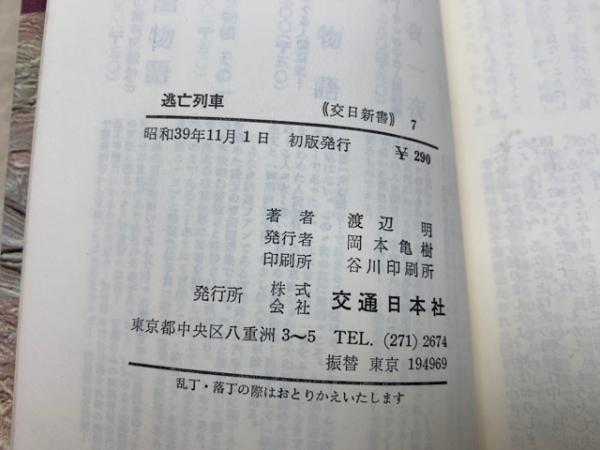 逃亡列車　《交日新書》 7
昭和39年11月1日　初版発行　￥290
著者　渡辺明
発行者　岡本亀樹
印刷所　谷川印刷所
発行所　株式会社　交通日本社
東京都中央区八重洲 3〜5　TEL. (271) 2674
振替 東京 194969
乱丁・落丁の際はおとりかえいたします